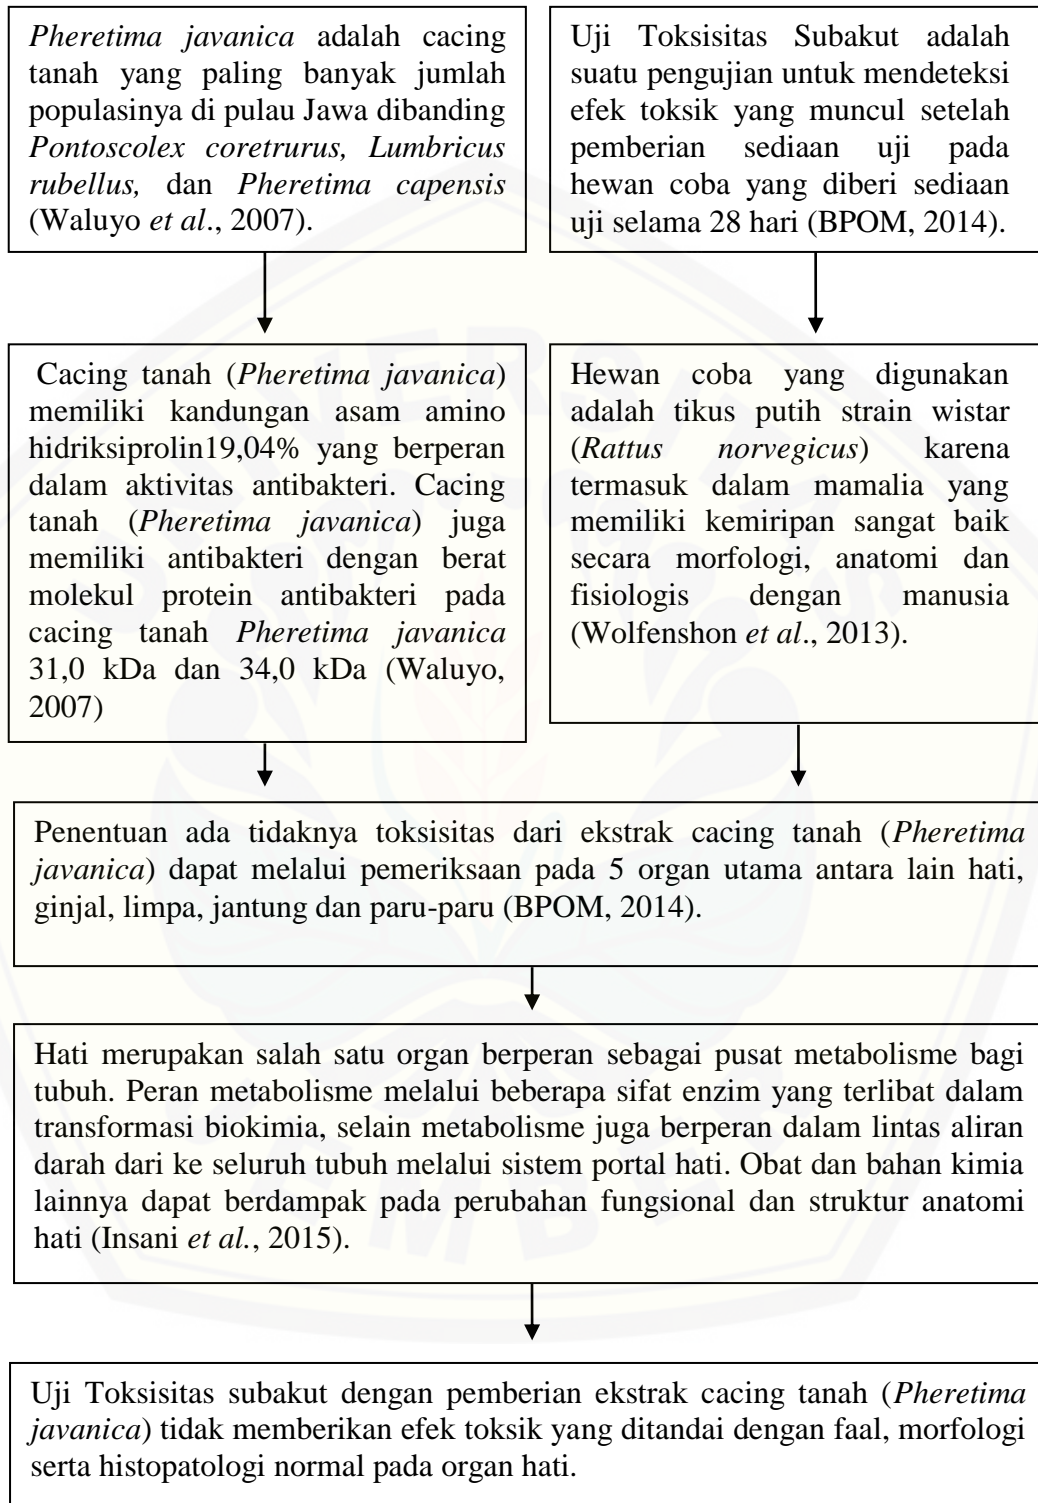 Pheretima javanica adalah cacing
tanah yang paling banyak jumlah
populasinya di pulau Jawa dibanding
Pontoscolex coretrurus, Lumbricus
rubellus, dan Pheretima capensis
(Waluyo et al., 2007).
Uji Toksisitas Subakut adalah
suatu pengujian untuk mendeteksi
efek toksik yang muncul setelah
pemberian sediaan uji pada
hewan coba yang diberi sediaan
uji selama 28 hari (BPOM, 2014).
Cacing tanah (Pheretima javanica)
memiliki kandungan asam amino
hidriksiprolin19,04% yang berperan
dalam aktivitas antibakteri. Cacing
tanah (Pheretima javanica) juga
memiliki antibakteri dengan berat
molekul protein antibakteri pada
cacing tanah Pheretima javanica
31,0 kDa dan 34,0 kDa (Waluyo,
2007)
Hewan coba yang digunakan
adalah tikus putih strain wistar
(Rattus norvegicus) karena
termasuk dalam mamalia yang
memiliki kemiripan sangat baik
secara morfologi, anatomi dan
fisiologis dengan manusia
(Wolfenshon et al., 2013).
Penentuan ada tidaknya toksisitas dari ekstrak cacing tanah (Pheretima
javanica) dapat melalui pemeriksaan pada 5 organ utama antara lain hati,
ginjal, limpa, jantung dan paru-paru (BPOM, 2014).
Hati merupakan salah satu organ berperan sebagai pusat metabolisme bagi
tubuh. Peran metabolisme melalui beberapa sifat enzim yang terlibat dalam
transformasi biokimia, selain metabolisme juga berperan dalam lintas aliran
darah dari ke seluruh tubuh melalui sistem portal hati. Obat dan bahan kimia
lainnya dapat berdampak pada perubahan fungsional dan struktur anatomi
hati (Insani et al., 2015).
Uji Toksisitas subakut dengan pemberian ekstrak cacing tanah (Pheretima
javanica) tidak memberikan efek toksik yang ditandai dengan faal, morfologi
serta histopatologi normal pada organ hati.
UNIVERSITAS
JEMBER